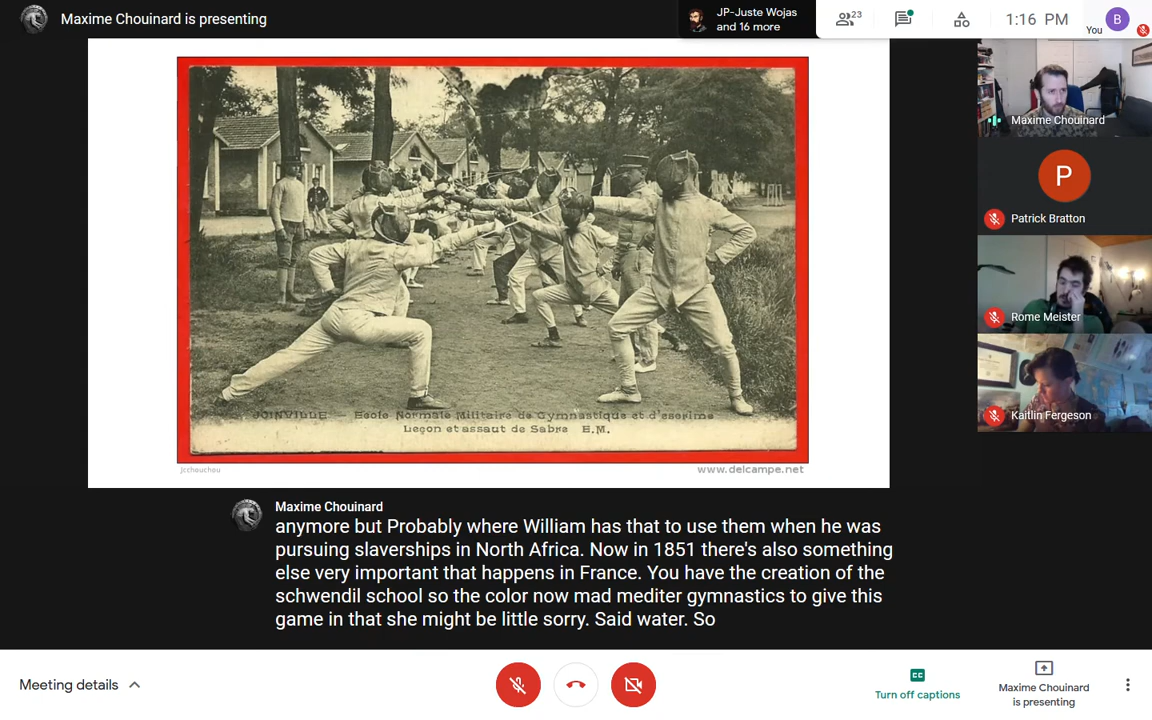 Maxime Chouinard is presenting
JP-Juste Wojas
and 16 more
23
1:16 PM
You
B
Maxime Chouinard
P
Patrick Bratton
Rome Meister
Kaitlin Fergeson
JOINVILLE — Ecole Normale Militaire de Gymnastique et d'escrime
Leçon et assaut de Sabre E.M.
jcchouchou
www.delcampe.net
Maxime Chouinard
anymore but Probably where William has that to use them when he was
pursuing slaverships in North Africa. Now in 1851 there's also something
else very important that happens in France. You have the creation of the
schwendil school so the color now mad mediter gymnastics to give this
game in that she might be little sorry. Said water. So
Meeting details
CC
Turn off captions
Maxime Chouinard
is presenting